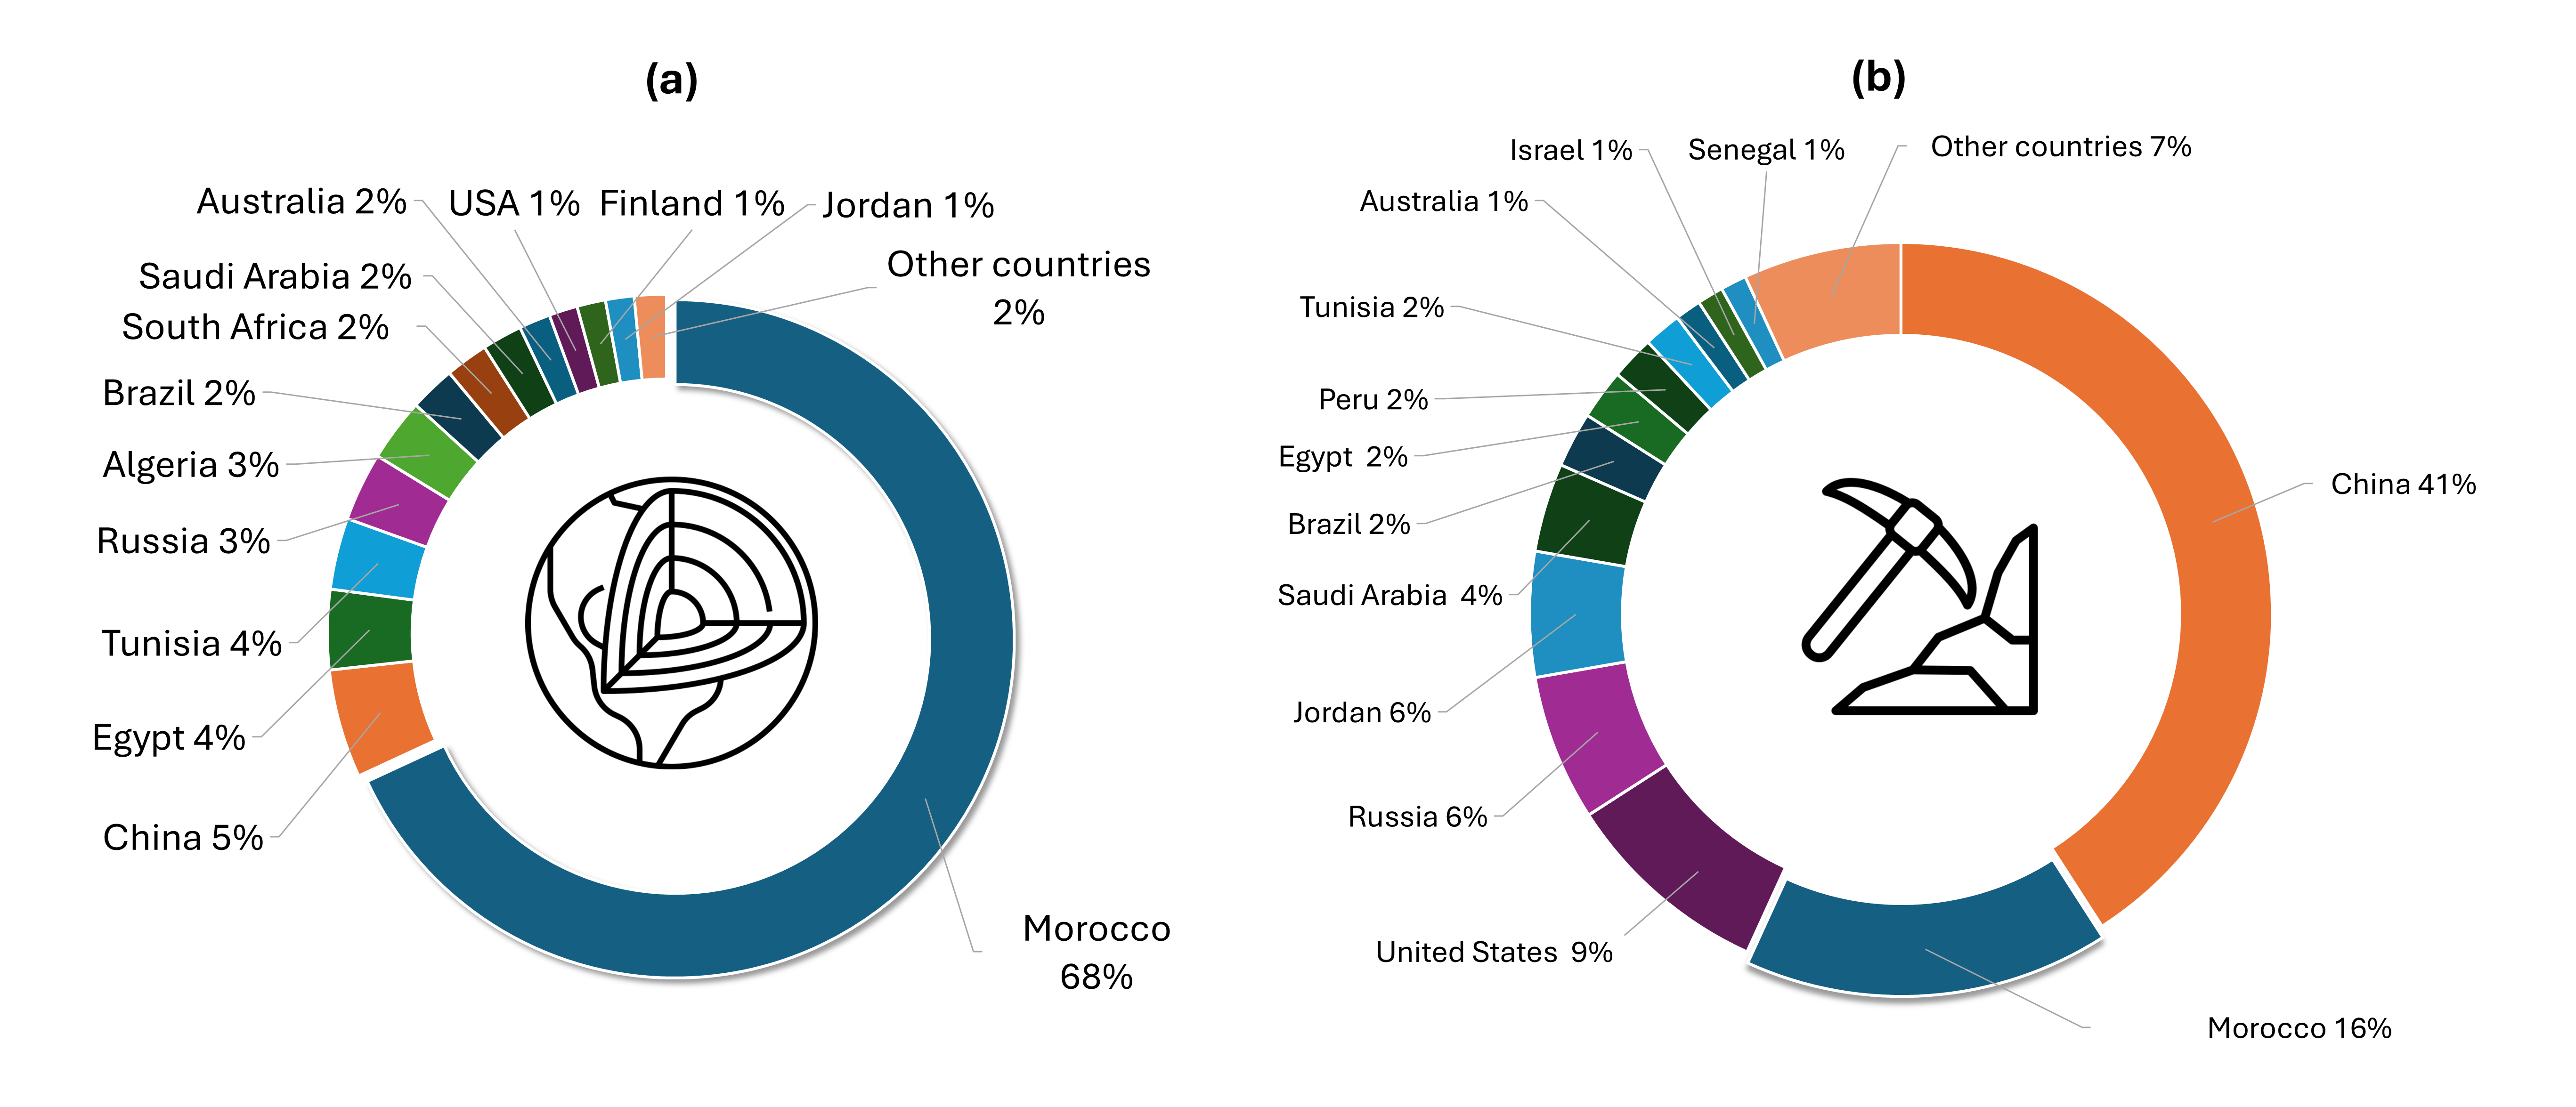 (a)
Australia 2%
USA 1%
Finland 1%
Jordan 1%
Other countries
2%
Saudi Arabia 2%
South Africa 2%
Brazil 2%
Algeria 3%
Russia 3%
Tunisia 4%
Egypt 4%
China 5%
Morocco
68%
(b)
Israel 1%
Senegal 1%
Other countries 7%
Australia 1%
Tunisia 2%
Peru 2%
Egypt  2%
Brazil 2%
Saudi Arabia  4%
Jordan 6%
Russia 6%
United States  9%
China 41%
Morocco 16%